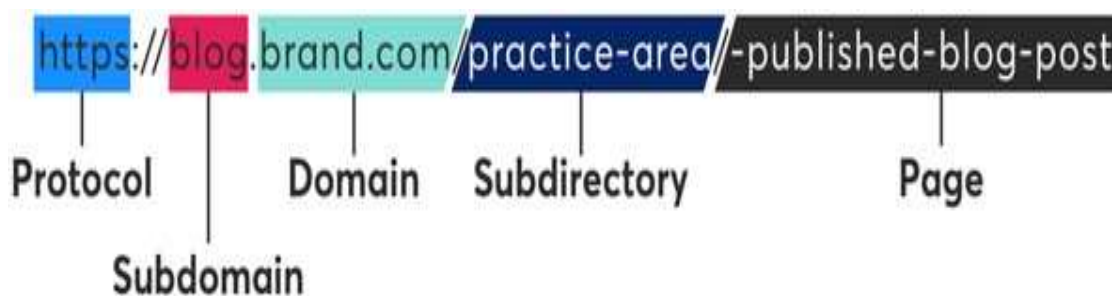 https://blog.brand.com/practice-area/-published-blog-post
Protocol Domain Subdirectory Page
Subdomain